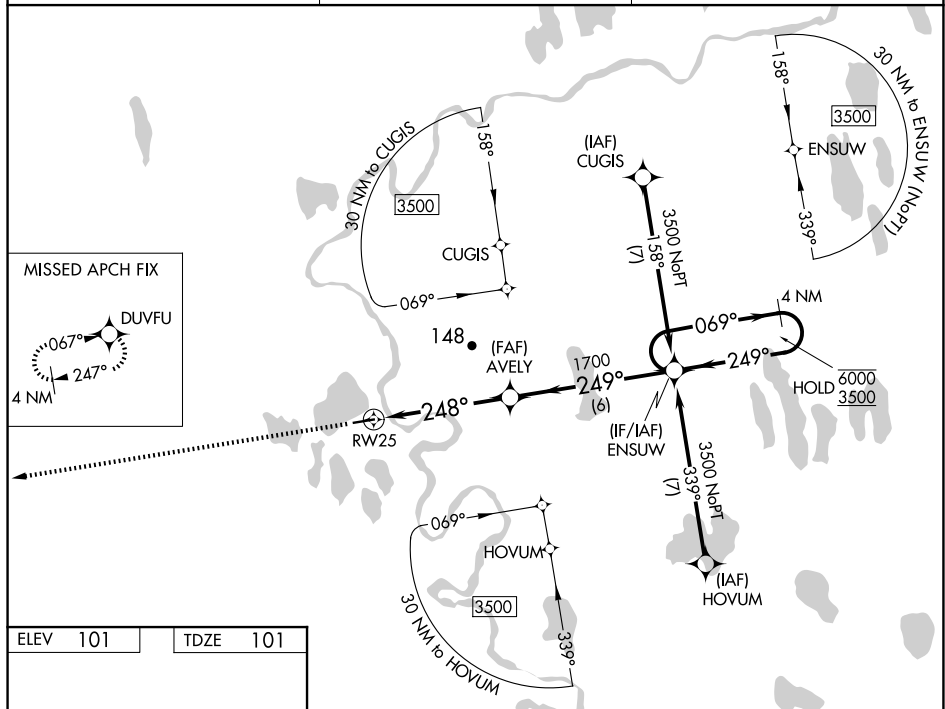 30 NM to CUGIS
158°
3500
CUGIS
069°
(IAF)
CUGIS
3500 NoPT
158°
(7)
158°
30 NM to ENSUW (NoPT)
3500
ENSUW
339°
MISSED APCH FIX
DUVFU
067°
247°
4 NM
148
(FAF)
AVELY
1700
249°
(6)
248°
RW25
069°
4 NM
249°
HOLD
6000
3500
(IF/IAF)
ENSUW
3500 NoPT
339°
(7)
(IAF)
HOVUM
069°
HOVUM
3500
339°
30 NM to HOVUM
ELEV 101
TDZE 101